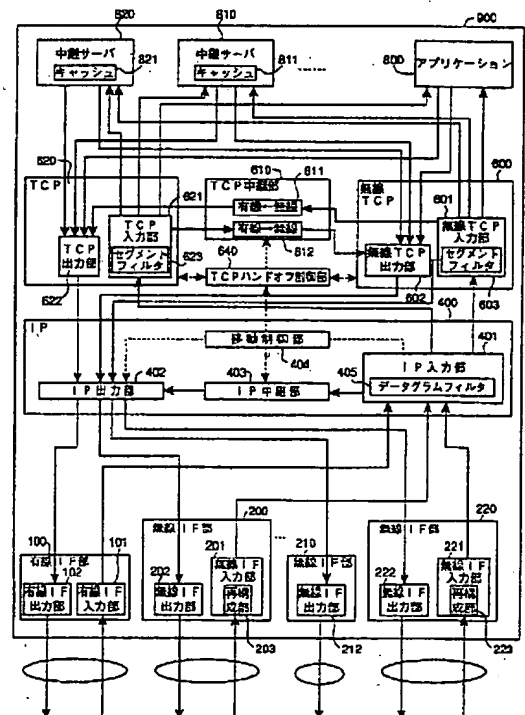 820
810
900
中継サーバ
キャッシュ
821
中継サーバ
キャッシュ
811
......
800
アプリケーション
620
TCP
610
TCP中継部
611
600
無線
TCP
621
TCP
入力部
セグメント
フィルタ
623
TCP
出力部
622
612
640
TCPハンドオフ制御部
601
無線TCP
入力部
セグメント
フィルタ
603
無線TCP
出力部
602
400
IP
移動制御部
404
401
IP入力部
405
データグラムフィルタ
402
IP出力部
403
IP中継部
200
無線IF部
220
無線IF部
100
有線IF部
101
102
有線IF
出力部
有線IF
入力部
201
無線IF
入力部
202
無線IF
出力部
203
210
無線IF部
無線IF
出力部
212
221
無線IF
入力部
再構
成部
223
222
無線IF
出力部